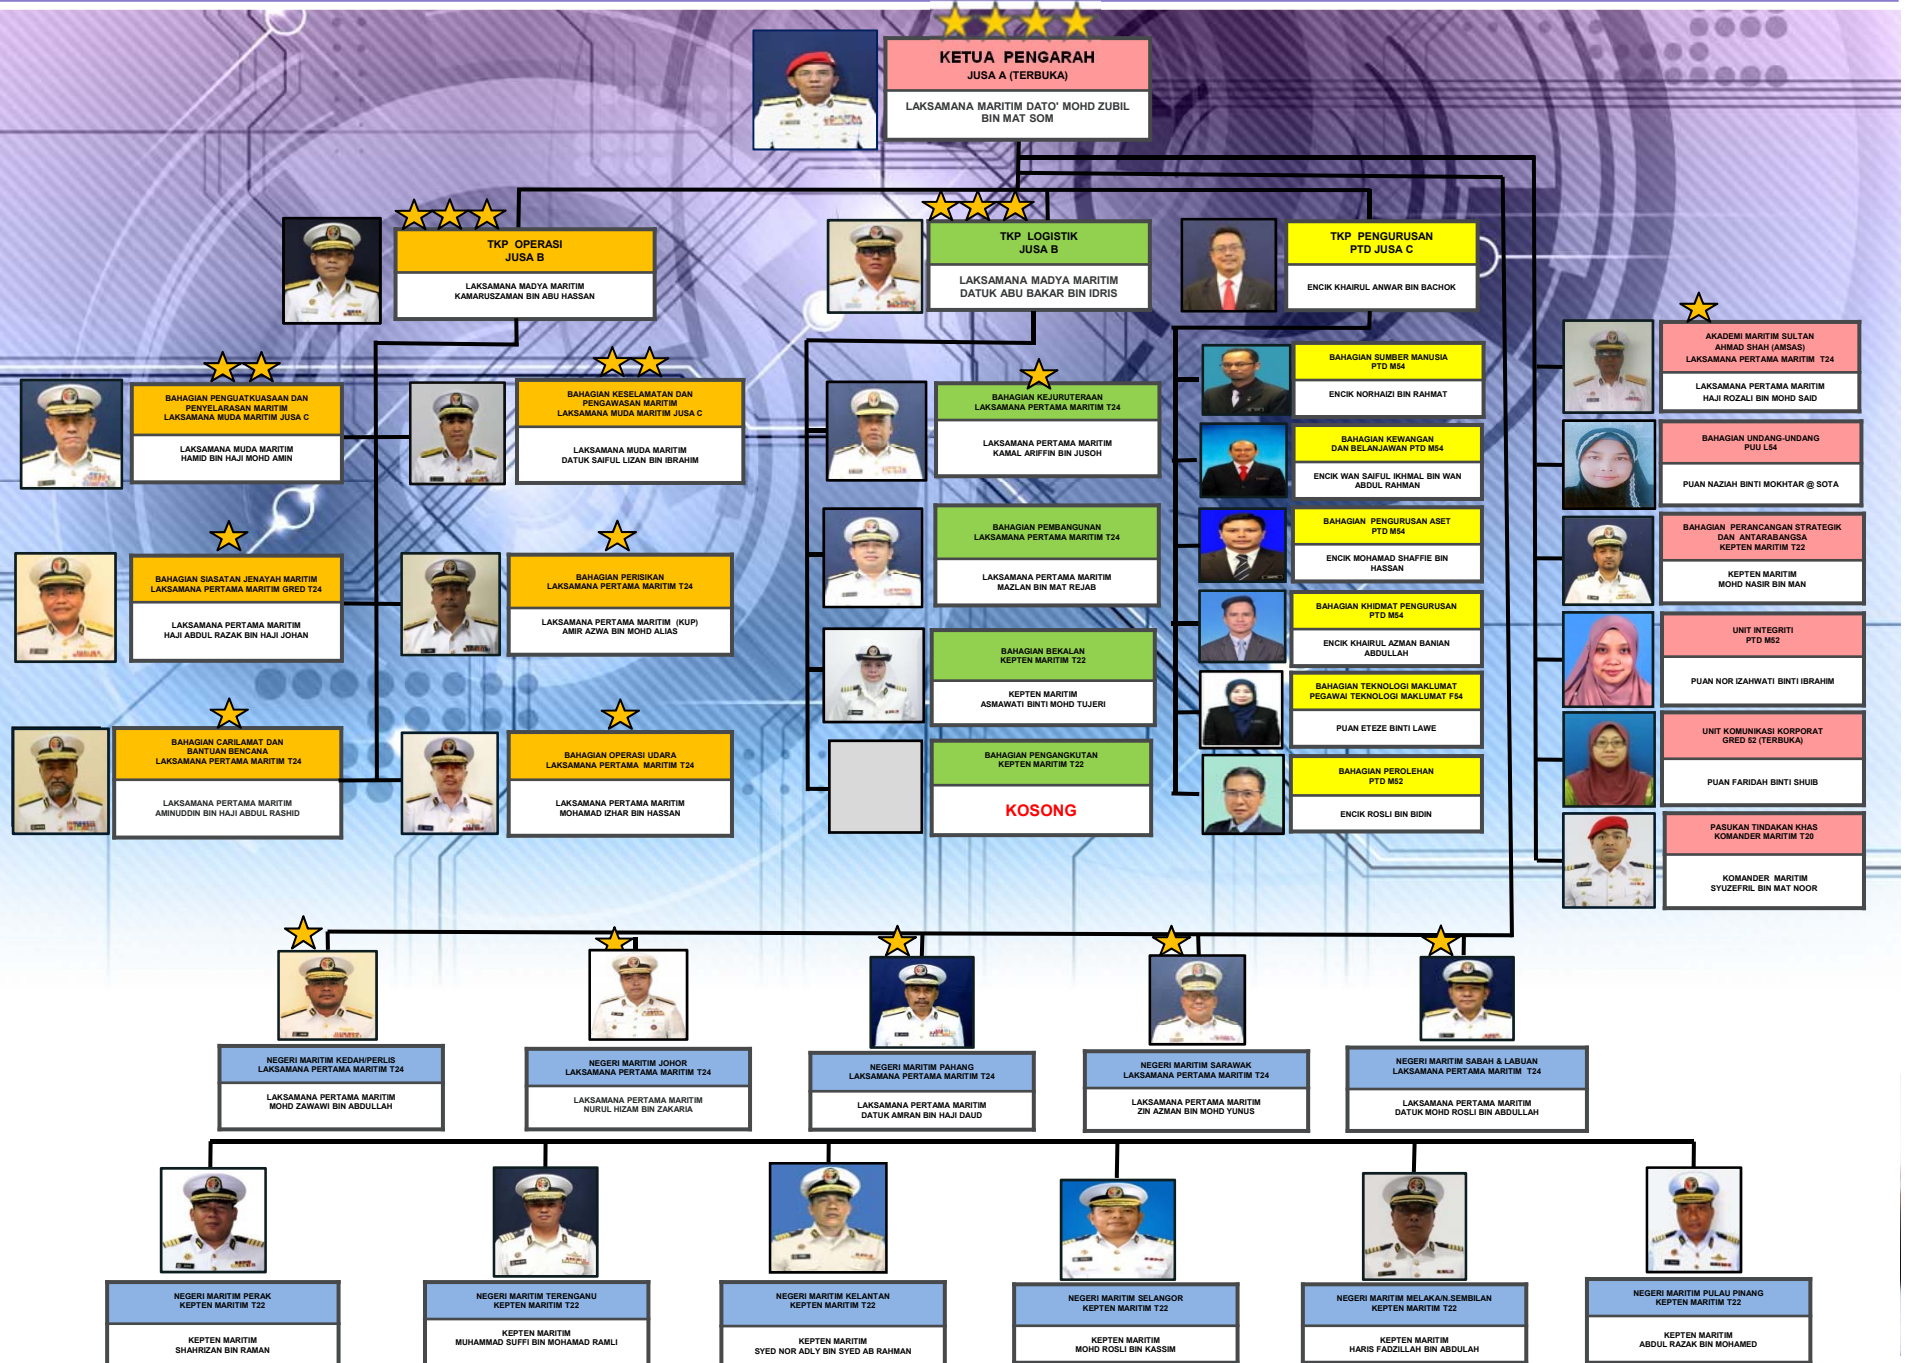 KETUA PENGARAH
JUSA A (TERBUKA)
LAKSAMANA MARITIM DATO' MOHD ZUBIL
BIN MAT SOM
TKP OPERASI
JUSA B
LAKSAMANA MADYA MARITIM
KAMARUSZAMAN BIN ABU HASSAN
TKP LOGISTIK
JUSA B
LAKSAMANA MADYA MARITIM
DATUK ABU BAKAR BIN IDRIS
TKP PENGURUSAN
PTD JUSA C
ENCIK KHAIRUL ANWAR BIN BACHOK
BAHAGIAN PENGUATKUASAAN DAN
PENYELARASAN MARITIM
LAKSAMANA MUDA MARITIM JUSA C
LAKSAMANA MUDA MARITIM
HAMID BIN HAJI MOHD AMIN
BAHAGIAN KESELAMATAN DAN
PENGAWASAN MARITIM
LAKSAMANA MUDA MARITIM JUSA C
LAKSAMANA MUDA MARITIM
DATUK SAIFUL LIZAN BIN IBRAHIM
BAHAGIAN SIASATAN JENAYAH MARITIM
LAKSAMANA PERTAMA MARITIM GRED T24
LAKSAMANA PERTAMA MARITIM
HAJI ABDUL RAZAK BIN HAJI JOHAN
BAHAGIAN PERISIKAN
LAKSAMANA PERTAMA MARITIM T24
LAKSAMANA PERTAMA MARITIM (KUP)
AMIR AZWA BIN MOHD ALIAS
BAHAGIAN CARILAMAT DAN
BANTUAN BENCANA
LAKSAMANA PERTAMA MARITIM T24
LAKSAMANA PERTAMA MARITIM
AMINUDDIN BIN HAJI ABDUL RASHID
BAHAGIAN OPERASI UDARA
LAKSAMANA PERTAMA MARITIM T24
LAKSAMANA PERTAMA MARITIM
MOHAMAD IZHAR BIN HASSAN
BAHAGIAN KEJURUTERAAN
LAKSAMANA PERTAMA MARITIM T24
LAKSAMANA PERTAMA MARITIM
KAMAL ARIFFIN BIN JUSOH
BAHAGIAN PEMBANGUNAN
LAKSAMANA PERTAMA MARITIM T24
LAKSAMANA PERTAMA MARITIM
MAZLAN BIN MAT REJAB
BAHAGIAN BEKALAN
KEPTEN MARITIM T22
KEPTEN MARITIM
ASMAWATI BINTI MOHD TUJERI
BAHAGIAN PENGANGKUTAN
KEPTEN MARITIM T22
KOSONG
BAHAGIAN SUMBER MANUSIA
PTD M54
ENCIK NORHAIZI BIN RAHMAT
BAHAGIAN KEWANGAN
DAN BELANJAWAN PTD M54
ENCIK WAN SAIFUL IKHMAL BIN WAN
ABDUL RAHMAN
BAHAGIAN PENGURUSAN ASET
PTD M54
ENCIK MOHAMAD SHAFFIE BIN
HASSAN
BAHAGIAN KHIDMAT PENGURUSAN
PTD M54
ENCIK KHAIRUL AZMAN BANIAN
ABDULLAH
BAHAGIAN TEKNOLOGI MAKLUMAT
PEGAWAI TEKNOLOGI MAKLUMAT F54
PUAN ETEZE BINTI LAWE
BAHAGIAN PEROLEHAN
PTD M52
ENCIK ROSLI BIN BIDIN
AKADEMI MARITIM SULTAN
AHMAD SHAH (AMSAS)
LAKSAMANA PERTAMA MARITIM T24
LAKSAMANA PERTAMA MARITIM
HAJI ROZALI BIN MOHD SAID
BAHAGIAN UNDANG-UNDANG
PUU L54
PUAN NAZIAH BINTI MOKHTAR @ SOTA
BAHAGIAN PERANCANGAN STRATEGIK
DAN ANTARABANGSA
KEPTEN MARITIM T22
KEPTEN MARITIM
MOHD NASIR BIN MAN
UNIT INTEGRITI
PTD M52
PUAN NOR IZAHWATI BINTI IBRAHIM
UNIT KOMUNIKASI KORPORAT
GRED 52 (TERBUKA)
PUAN FARIDAH BINTI SHUIB
PASUKAN TINDAKAN KHAS
KOMANDER MARITIM T20
KOMANDER MARITIM
SYUZEFRIL BIN MAT NOOR
NEGERI MARITIM KEDAH/PERLIS
LAKSAMANA PERTAMA MARITIM T24
LAKSAMANA PERTAMA MARITIM
MOHD ZAWAWI BIN ABDULLAH
NEGERI MARITIM JOHOR
LAKSAMANA PERTAMA MARITIM T24
LAKSAMANA PERTAMA MARITIM
NURUL HIZAM BIN ZAKARIA
NEGERI MARITIM PAHANG
LAKSAMANA PERTAMA MARITIM T24
LAKSAMANA PERTAMA MARITIM
DATUK AMRAN BIN HAJI DAUD
NEGERI MARITIM SARAWAK
LAKSAMANA PERTAMA MARITIM T24
LAKSAMANA PERTAMA MARITIM
ZIN AZMAN BIN MOHD YUNUS
NEGERI MARITIM SABAH & LABUAN
LAKSAMANA PERTAMA MARITIM T24
LAKSAMANA PERTAMA MARITIM
DATUK MOHD ROSLI BIN ABDULLAH
NEGERI MARITIM PERAK
KEPTEN MARITIM T22
KEPTEN MARITIM
SHAHRIZAN BIN RAMAN
NEGERI MARITIM TERENGANU
KEPTEN MARITIM T22
KEPTEN MARITIM
MUHAMMAD SUFFI BIN MOHAMAD RAMLI
NEGERI MARITIM KELANTAN
KEPTEN MARITIM T22
KEPTEN MARITIM
SYED NOR ADLY BIN SYED AB RAHMAN
NEGERI MARITIM SELANGOR
KEPTEN MARITIM T22
KEPTEN MARITIM
MOHD ROSLI BIN KASSIM
NEGERI MARITIM MELAKA/N.SEMBILAN
KEPTEN MARITIM T22
KEPTEN MARITIM
HARIS FADZILLAH BIN ABDULAH
NEGERI MARITIM PULAU PINANG
KEPTEN MARITIM T22
KEPTEN MARITIM
ABDUL RAZAK BIN MOHAMED